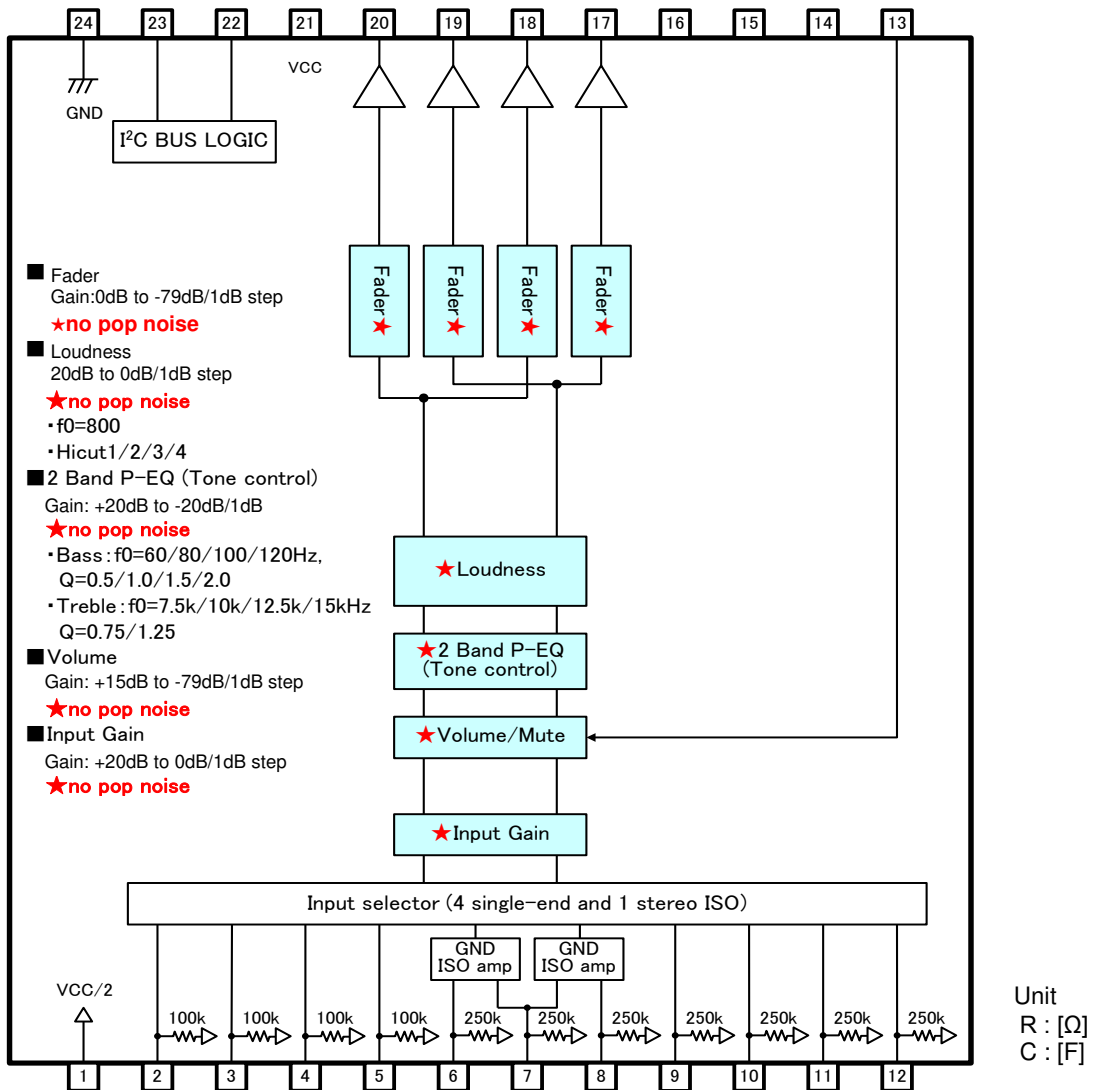 24 23 22 21 20 19 18 17 16 15 14 13
VCC
GND
I²C BUS LOGIC
Fader★ Fader★ Fader★ Fader★
■ Fader
Gain:0dB to -79dB/1dB step
★no pop noise
■ Loudness
20dB to 0dB/1dB step
★no pop noise
・f0=800
・Hicut1/2/3/4
■2 Band P-EQ (Tone control)
Gain: +20dB to -20dB/1dB
★no pop noise
・Bass:f0=60/80/100/120Hz,
Q=0.5/1.0/1.5/2.0
・Treble:f0=7.5k/10k/12.5k/15kHz
Q=0.75/1.25
■Volume
Gain: +15dB to -79dB/1dB step
★no pop noise
■Input Gain
Gain: +20dB to 0dB/1dB step
★no pop noise
★Loudness
★2 Band P-EQ
(Tone control)
★Volume/Mute
★Input Gain
Input selector (4 single-end and 1 stereo ISO)
GND
ISO amp
GND
ISO amp
VCC/2
100k 100k 100k 100k 250k 250k 250k 250k 250k 250k 250k
1 2 3 4 5 6 7 8 9 10 11 12
Unit
R : [Ω]
C : [F]